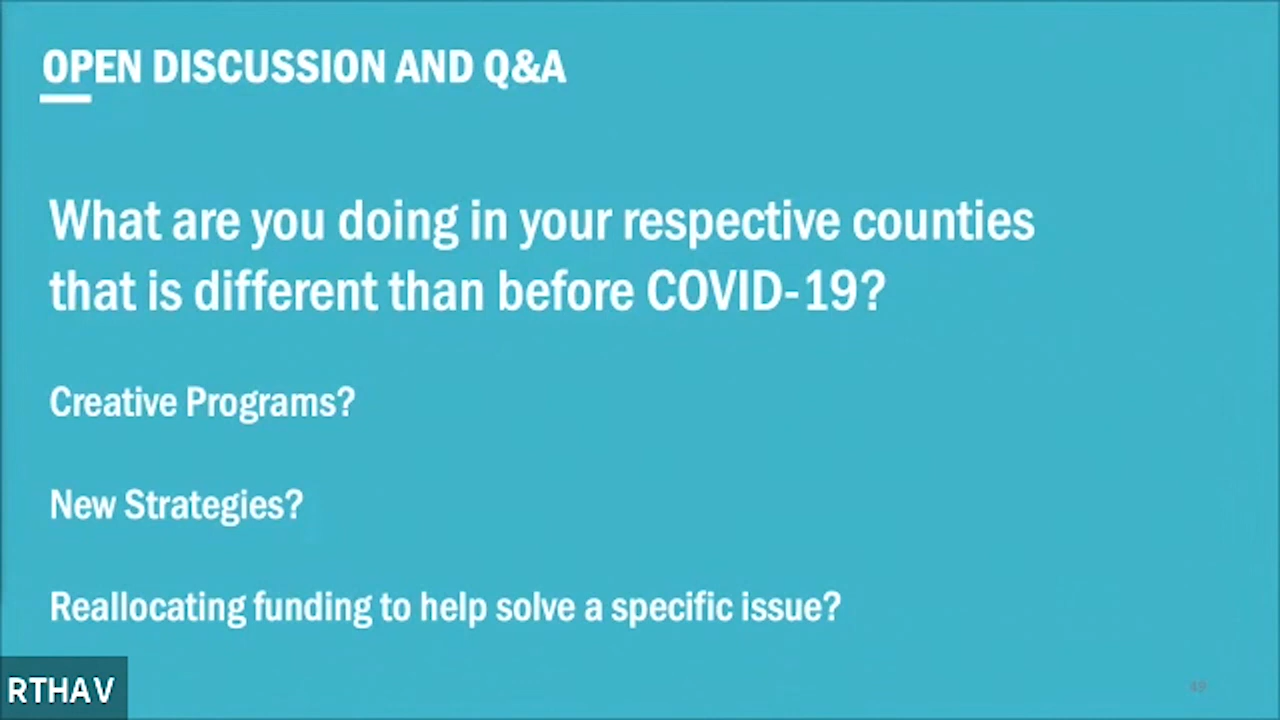 OPEN DISCUSSION AND Q&A
What are you doing in your respective counties
that is different than before COVID-19?
Creative Programs?
New Strategies?
Reallocating funding to help solve a specific issue?
RTHAV
49